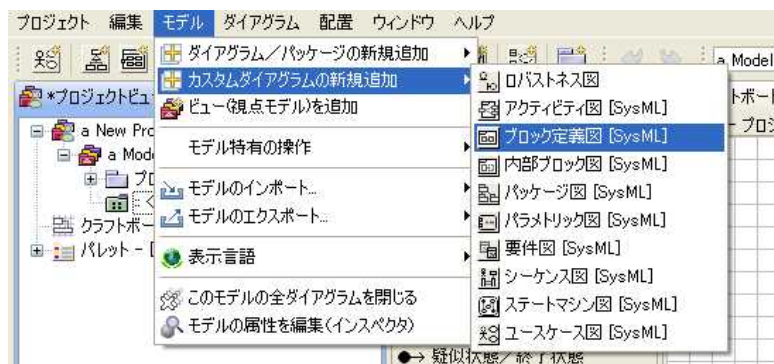 プロジェクト 編集 モデル ダイアグラム 配置 ウィンドウ ヘルプ
a Model
*プロジェクトビュ
a New Pro
a Mode
プロ
クラフトボー
パレット - [
ダイアグラム／パッケージの新規追加
カスタムダイアグラムの新規追加
ビュー(視点モデル)を追加
モデル特有の操作
モデルのインポート...
モデルのエクスポート...
表示言語
このモデルの全ダイアグラムを閉じる
モデルの属性を編集(インスペクタ)
ロバストネス図
アクティビティ図 [SysML]
ブロック定義図 [SysML]
内部ブロック図 [SysML]
パッケージ図 [SysML]
パラメトリック図 [SysML]
要件図 [SysML]
シーケンス図 [SysML]
ステートマシン図 [SysML]
ユースケース図 [SysML]
トボート
- プロジ
疑似状態／終了状態